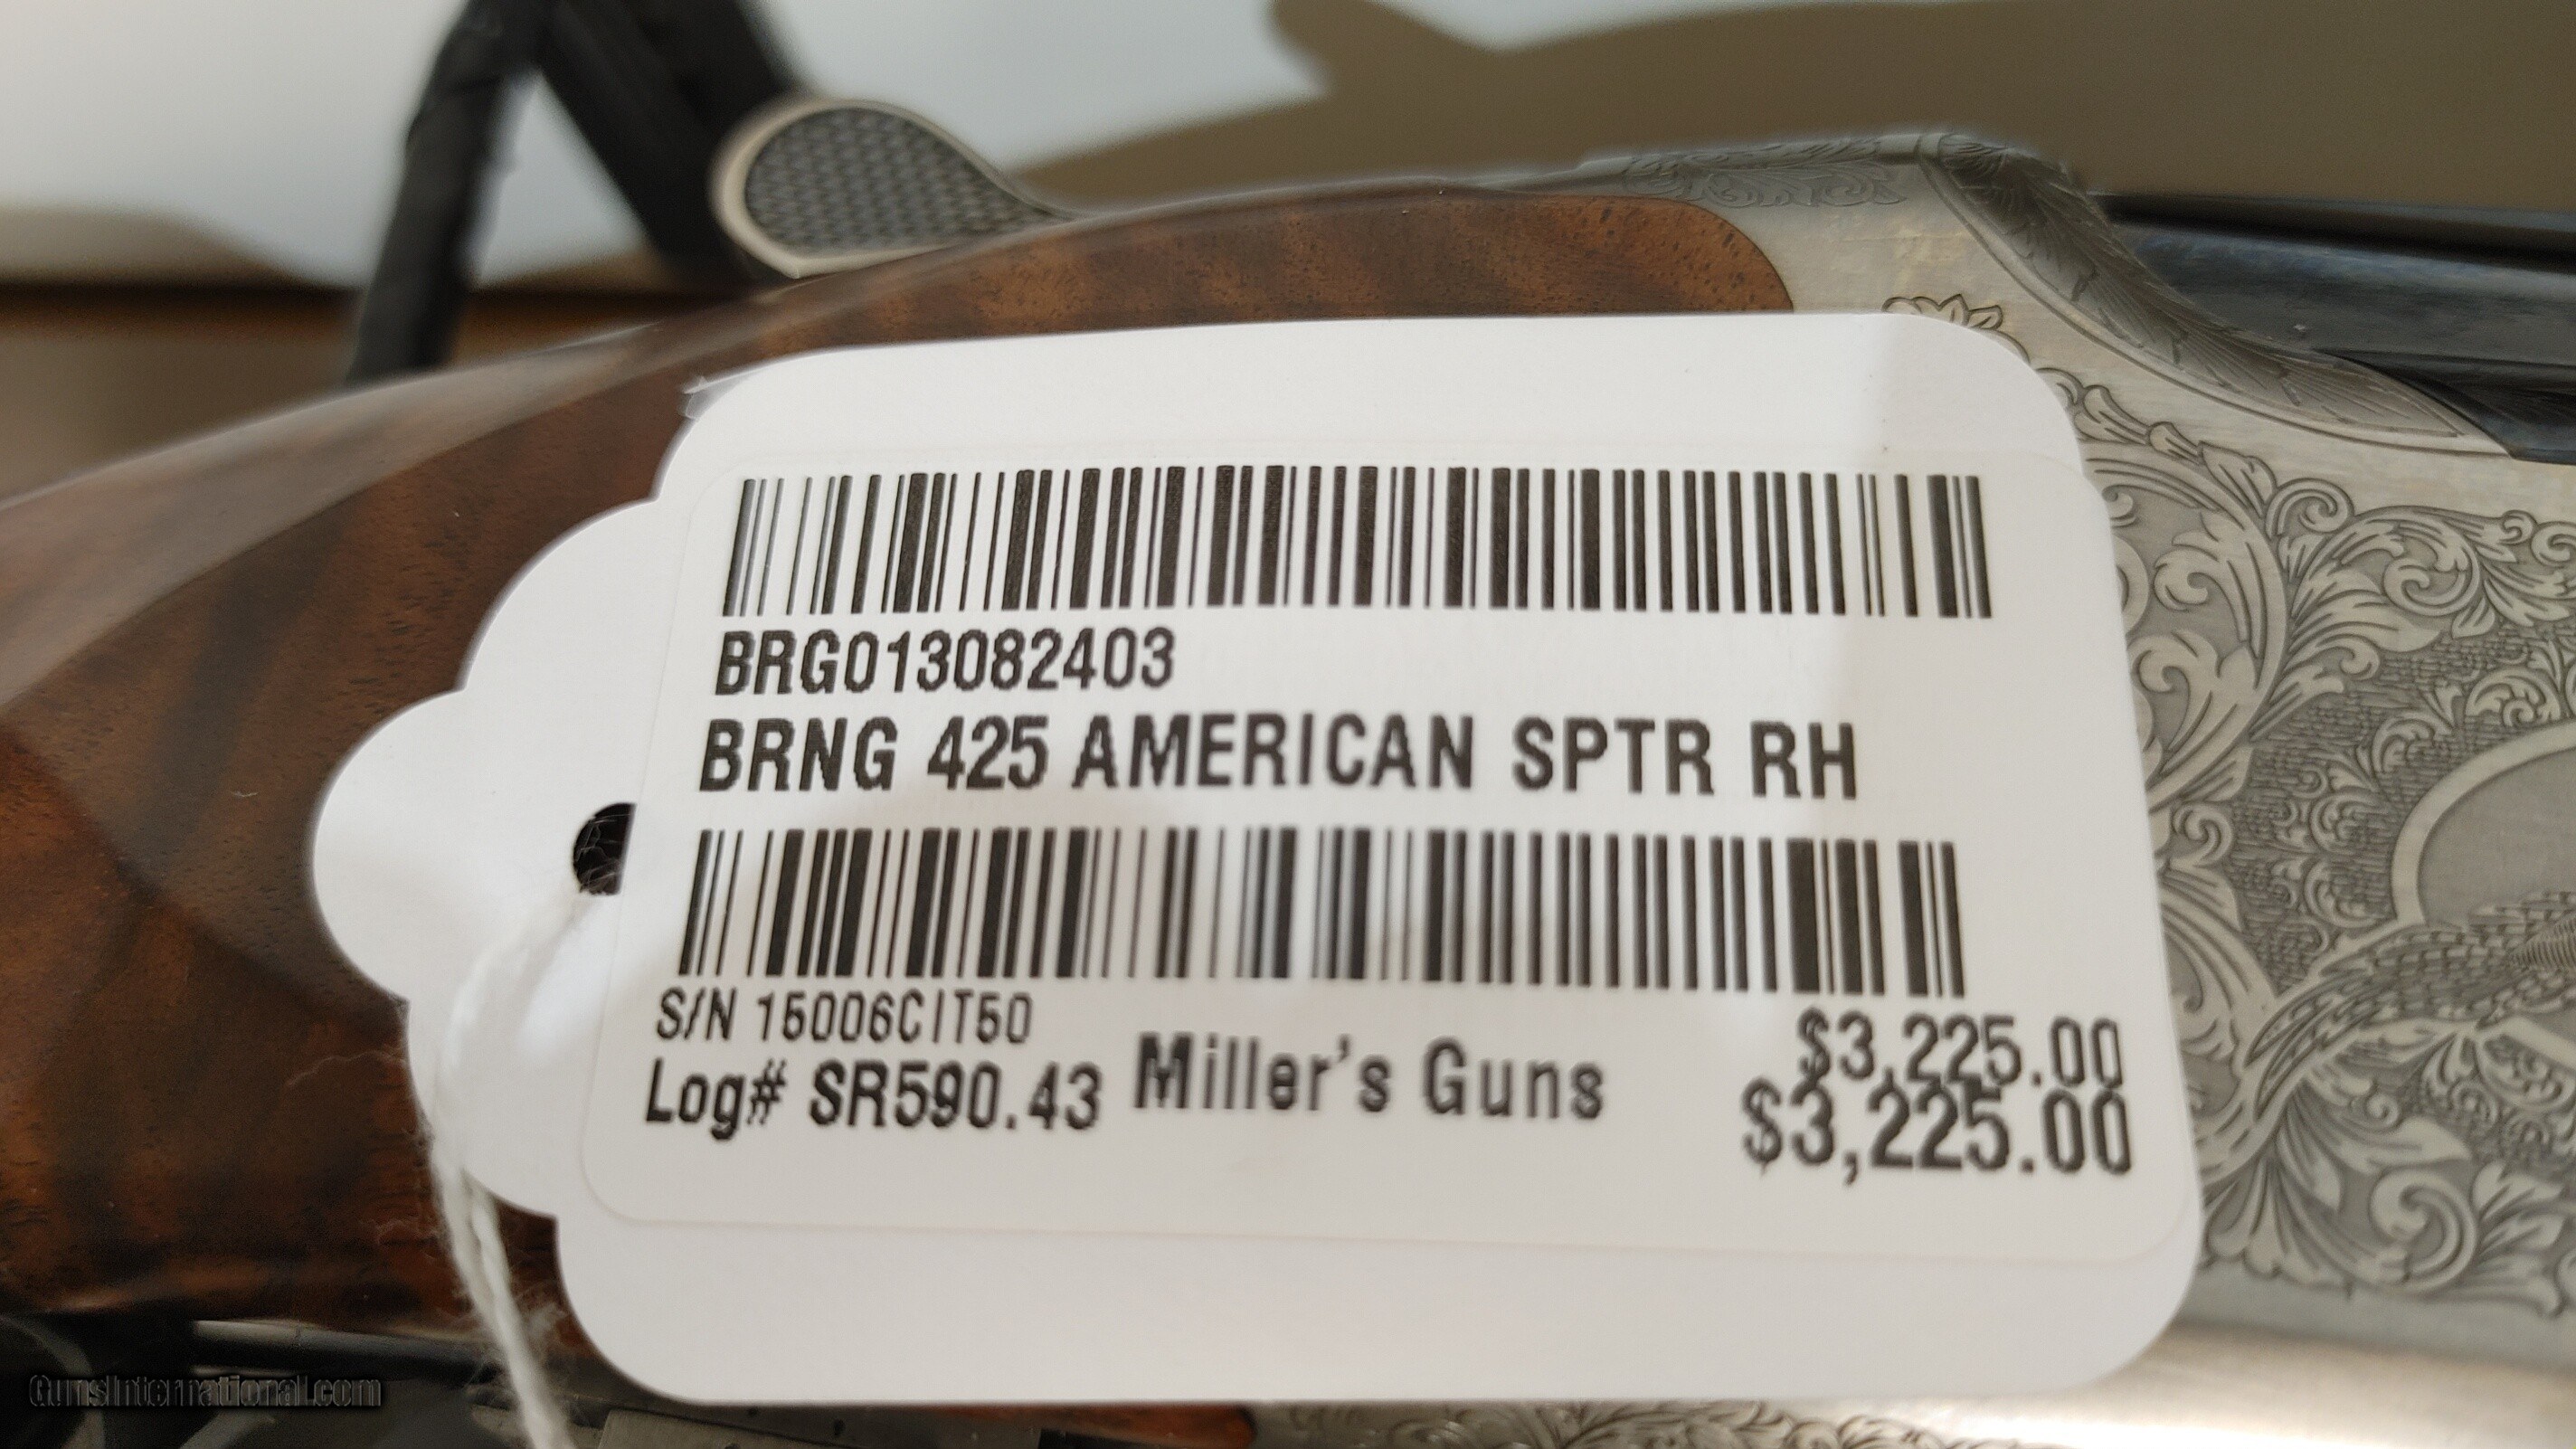 BRG013082403
BRNG 425 AMERICAN SPTR RH
S/N 15006CIT50
$3,225.00
Log# SR590.43 Miller's Guns
$3,225.00
GunsInternational.com